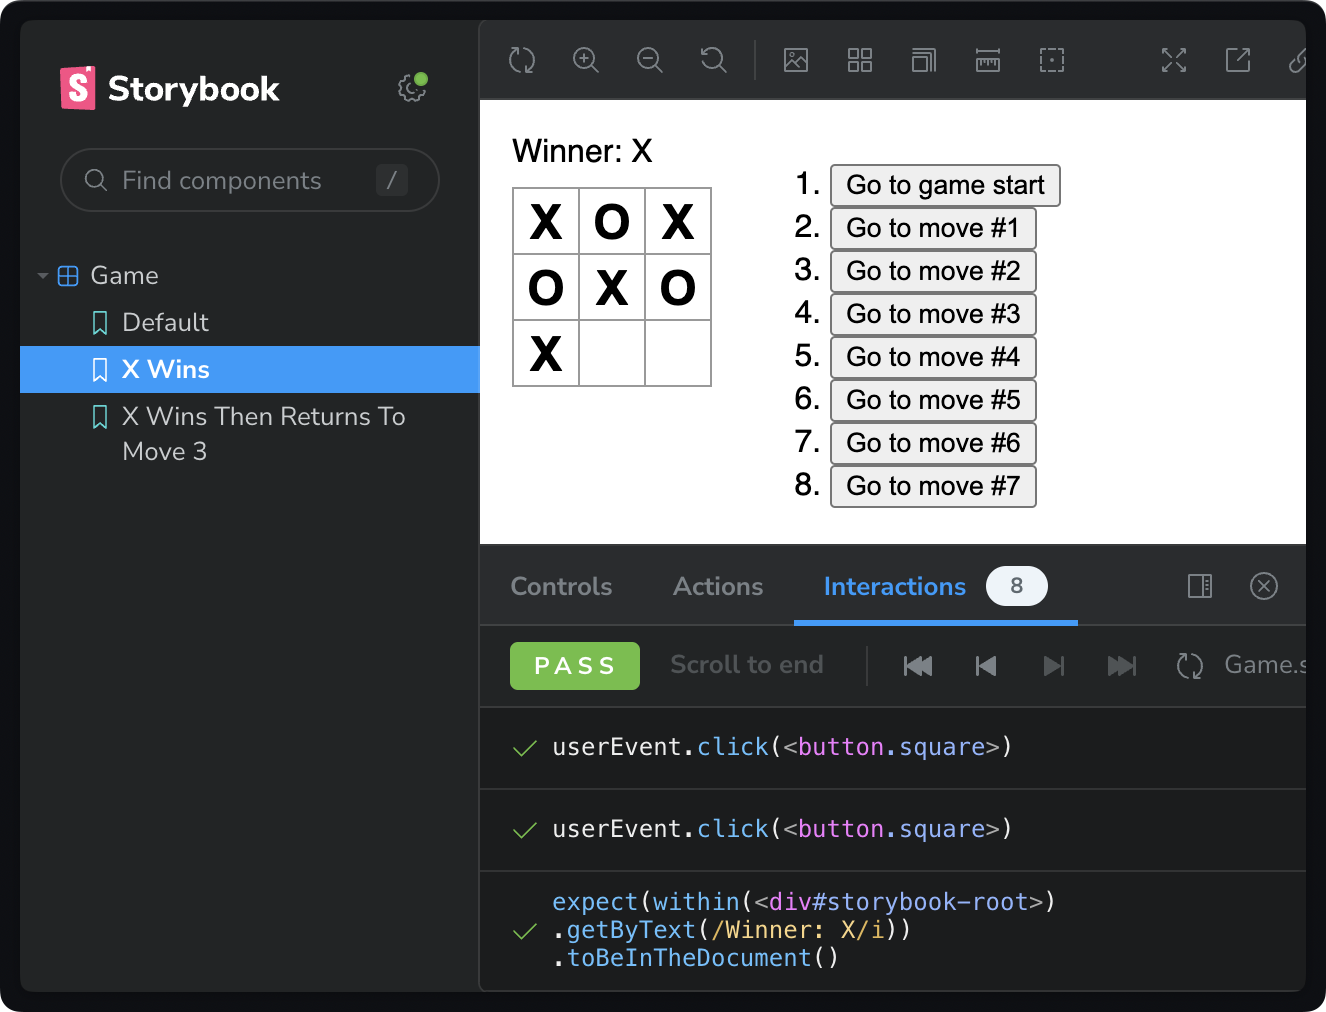 Storybook
Find components
/
Game
Default
X Wins
X Wins Then Returns To
Move 3
Winner: X
X O X
O X O
X
1. Go to game start
2. Go to move #1
3. Go to move #2
4. Go to move #3
5. Go to move #4
6. Go to move #5
7. Go to move #6
8. Go to move #7
Controls Actions Interactions 8
PASS Scroll to end Game.s
userEvent.click(<button.square>)
userEvent.click(<button.square>)
expect(within(<div#storybook-root>)
.getByText(/Winner: X/i))
.toBeInTheDocument()